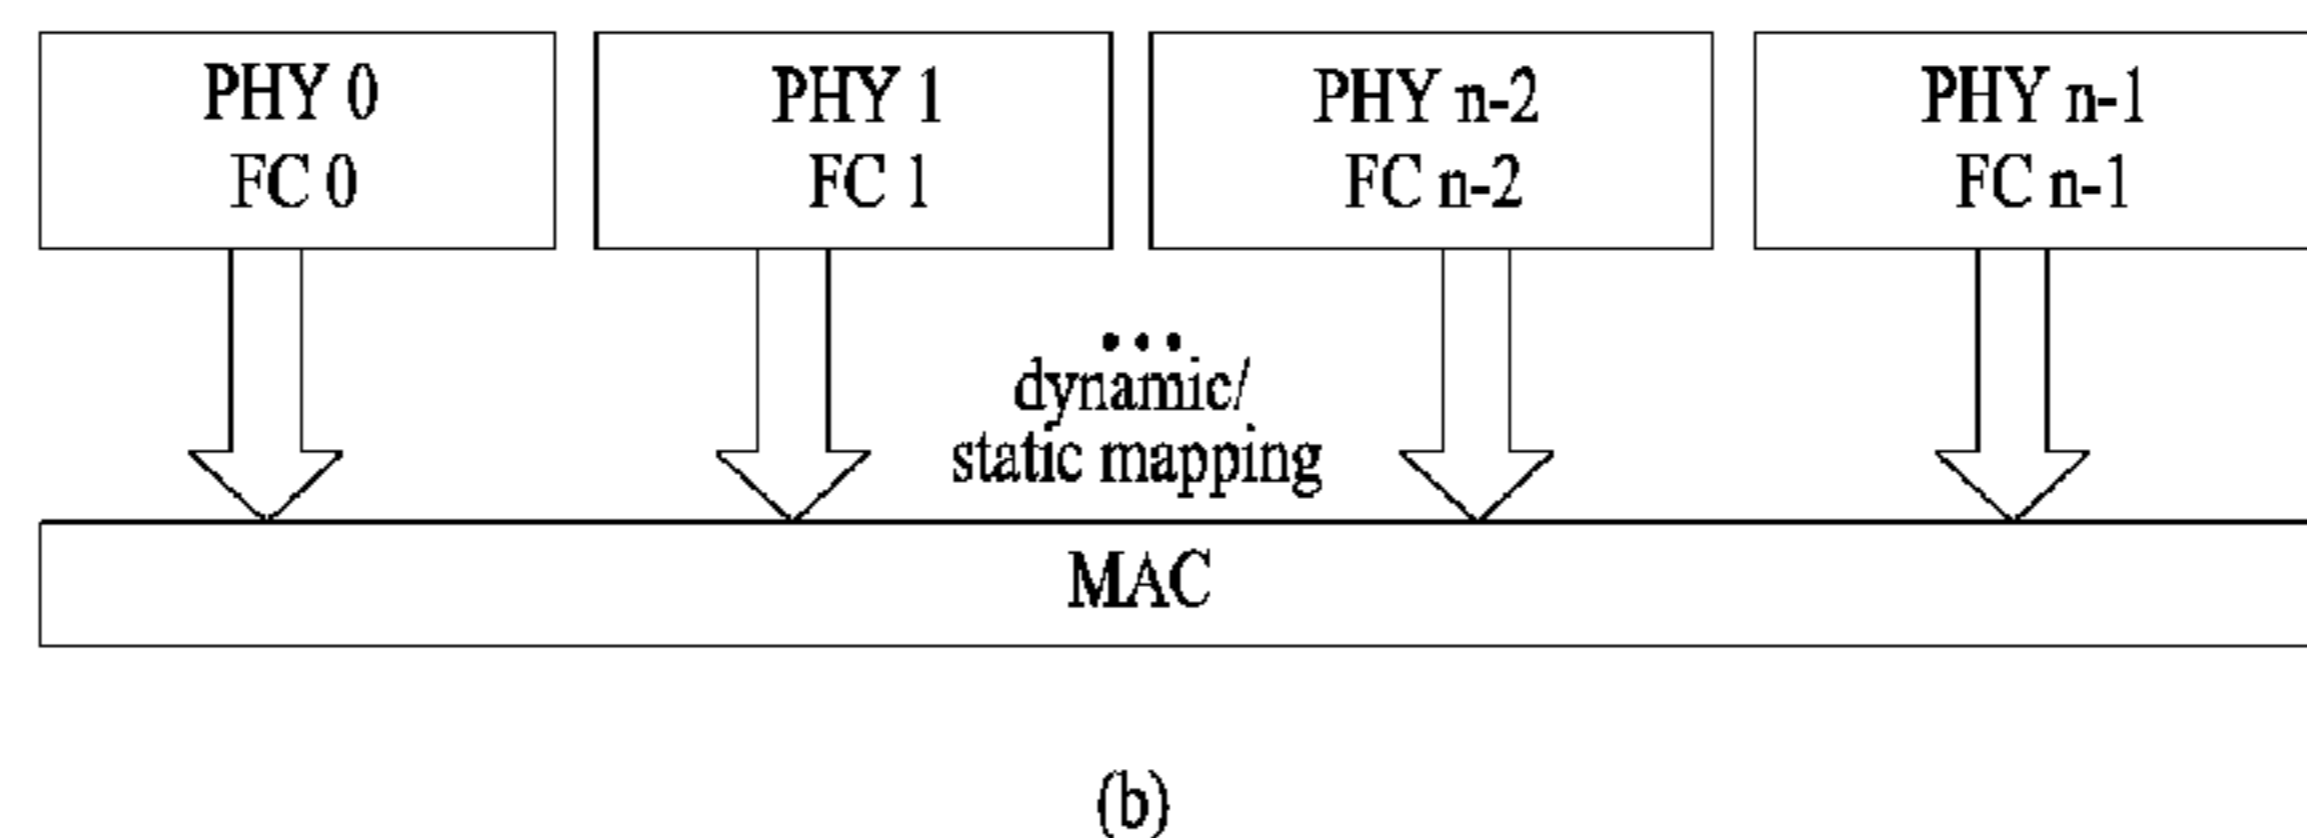 PHY 0
FC 0
PHY 1
FC 1
PHY n-2
FC n-2
PHY n-1
FC n-1
•••
dynamic/
static mapping
MAC
(b)